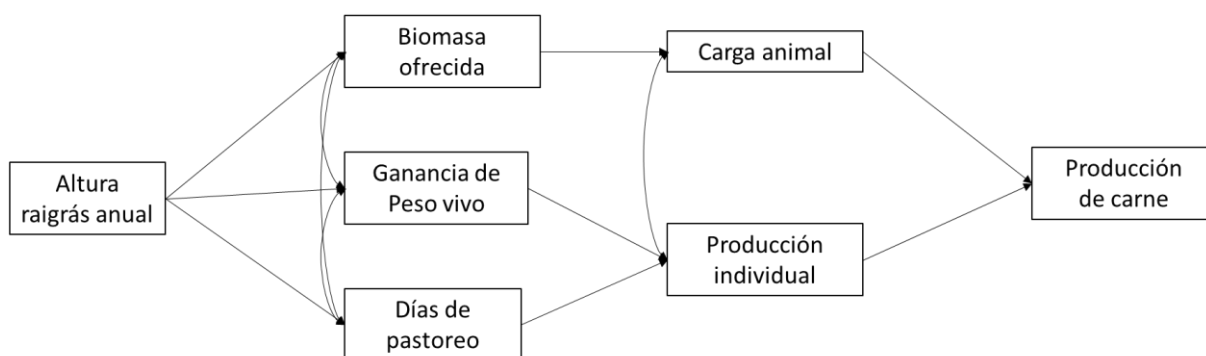 Altura
raigrás anual
Biomasa
ofrecida
Ganancia de
Peso vivo
Días de
pastoreo
Carga animal
Producción
individual
Producción
de carne